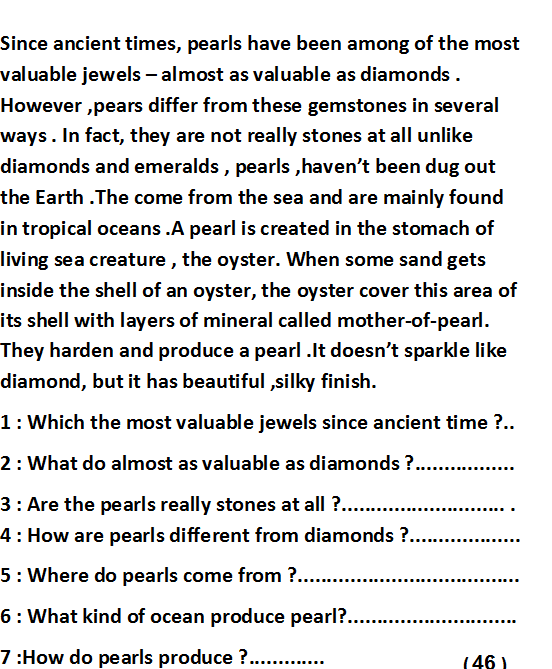 Since ancient times, pearls have been among of the most
valuable jewels – almost as valuable as diamonds .
However ,pears differ from these gemstones in several
ways . In fact, they are not really stones at all unlike
diamonds and emeralds , pearls ,haven't been dug out
the Earth .The come from the sea and are mainly found
in tropical oceans .A pearl is created in the stomach of
living sea creature , the oyster. When some sand gets
inside the shell of an oyster, the oyster cover this area of
its shell with layers of mineral called mother-of-pearl.
They harden and produce a pearl .It doesn't sparkle like
diamond, but it has beautiful ,silky finish.
1 : Which the most valuable jewels since ancient time ?..
2 : What do almost as valuable as diamonds ?.................
3 : Are the pearls really stones at all ?............................ .
4 : How are pearls different from diamonds ?...................
5 : Where do pearls come from ?......................................
6 : What kind of ocean produce pearl?.............................
7 :How do pearls produce ?............. ( 46 )